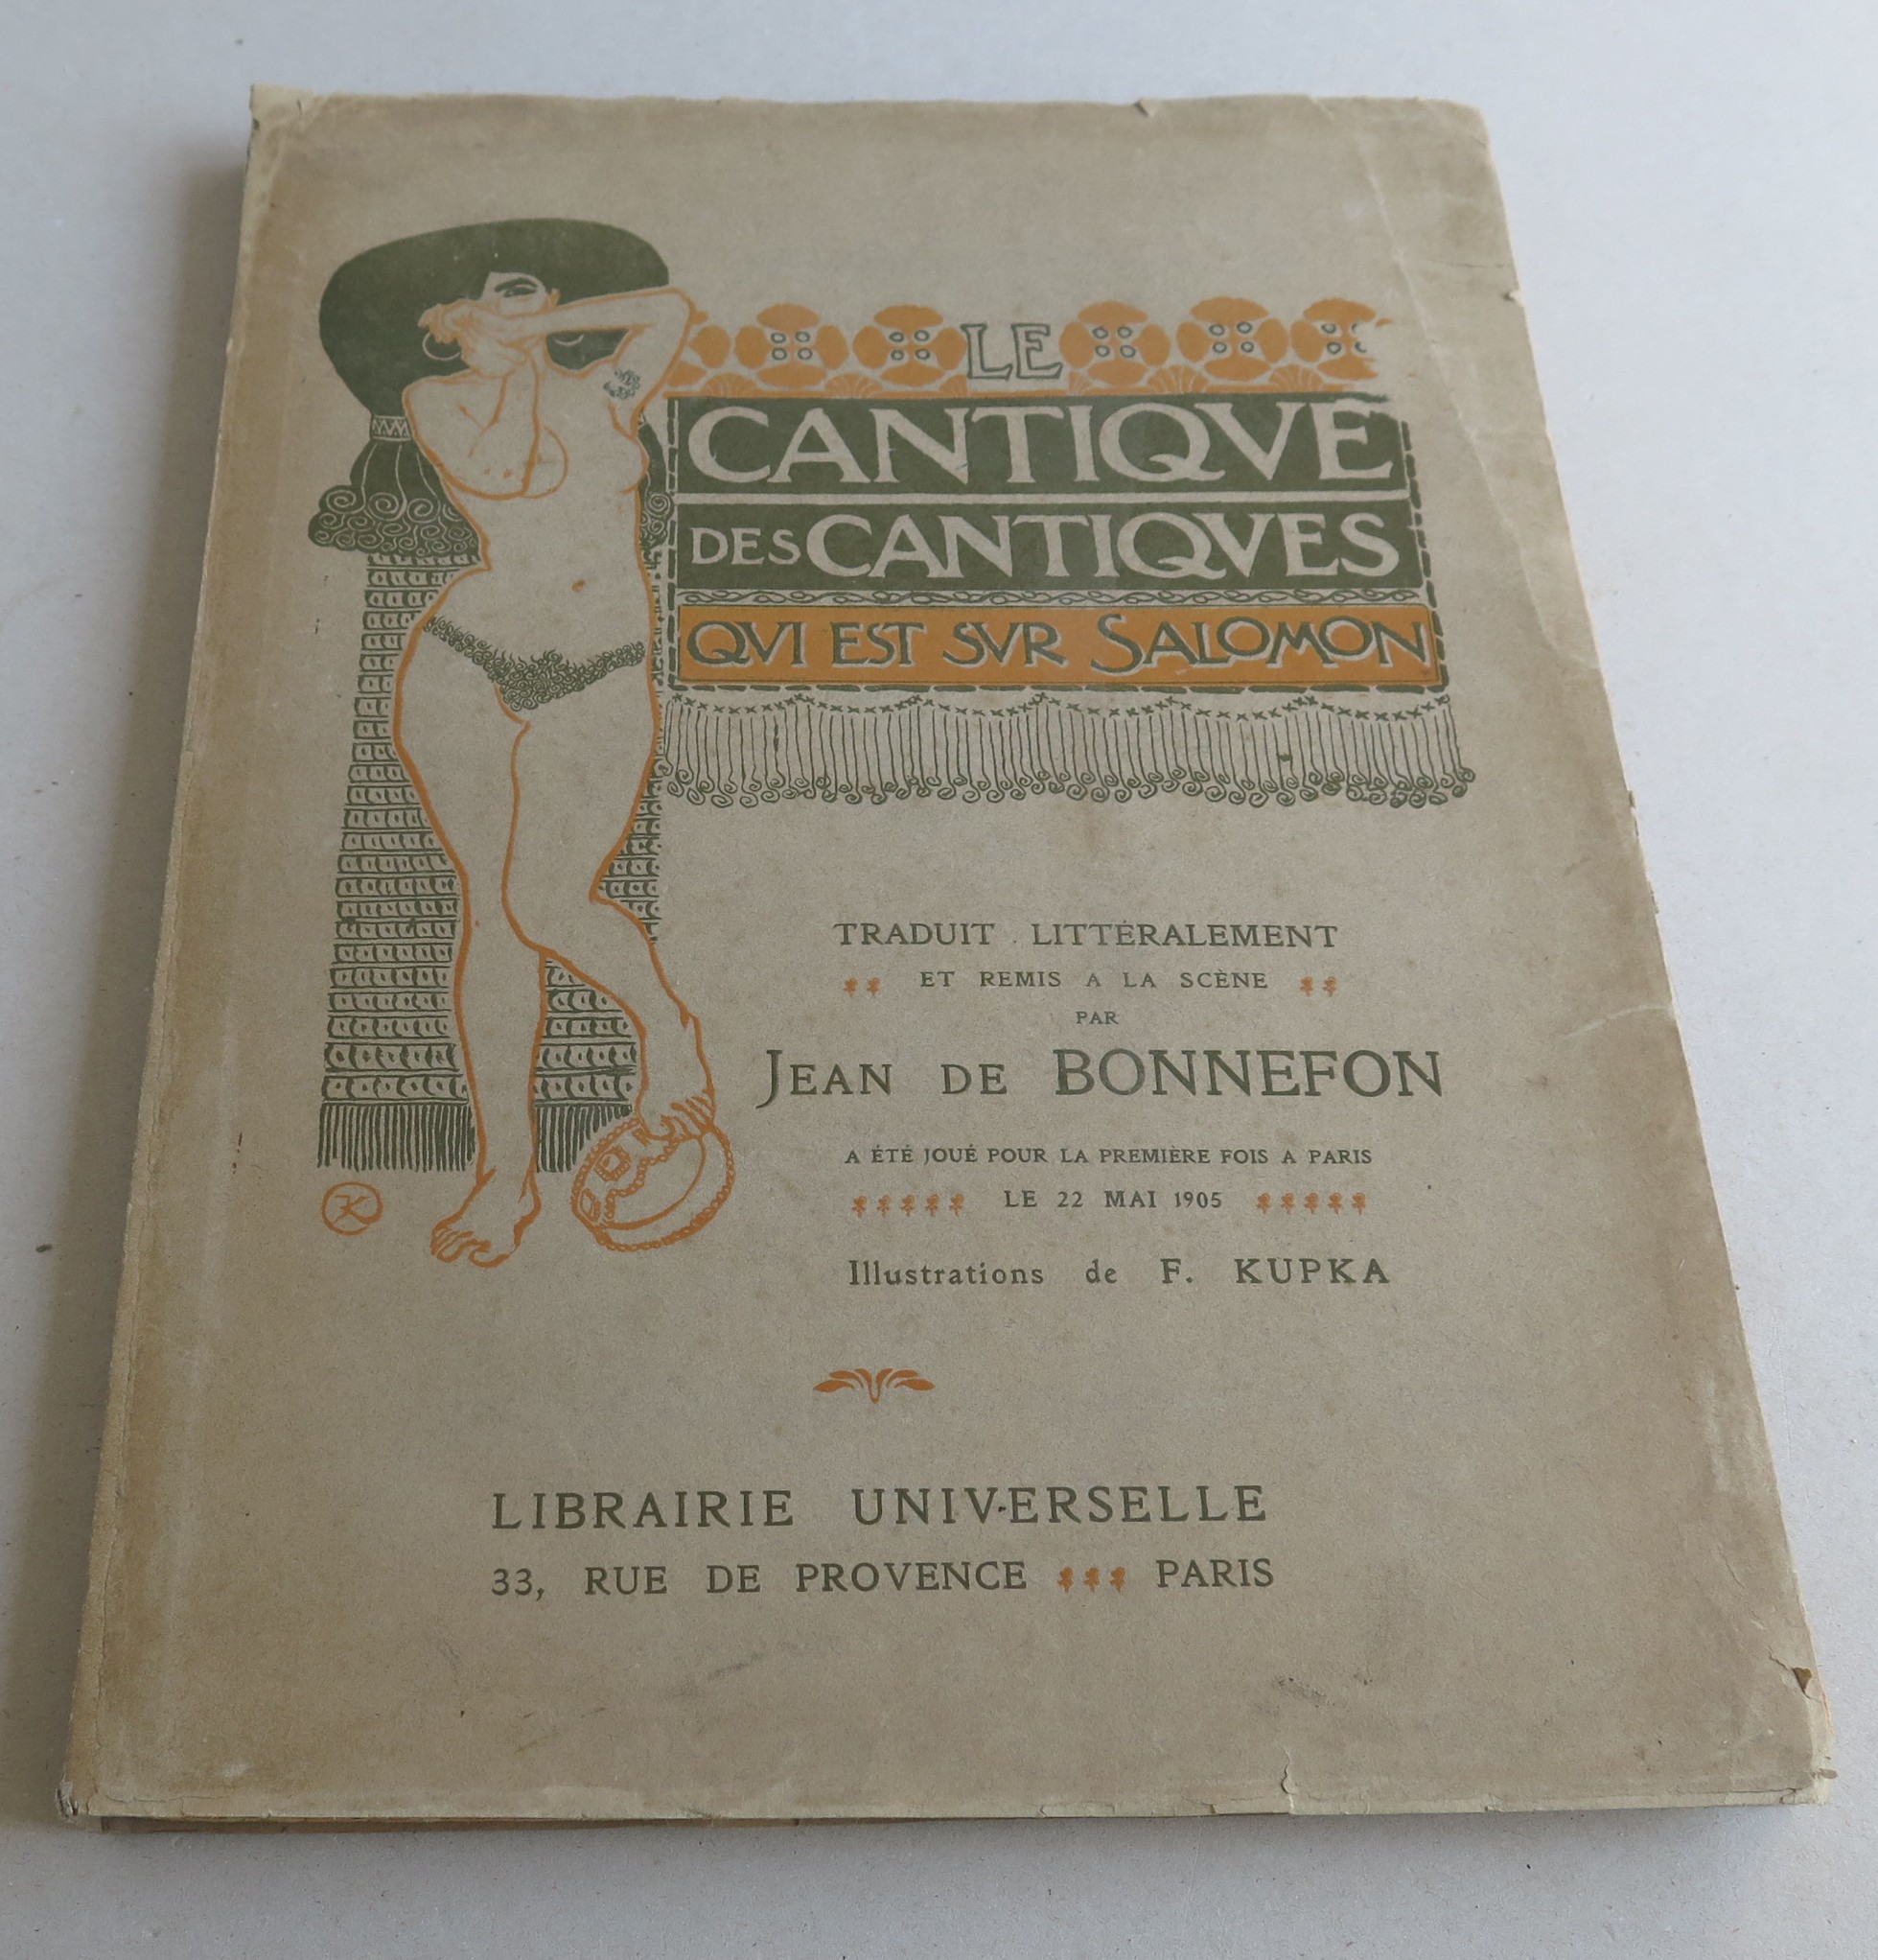 LE
CANTIQVE
DES CANTIQVES
QVI EST SVR SALOMON
TRADUIT LITTÉRALEMENT
ET REMIS A LA SCÈNE
PAR
JEAN DE BONNEFON
A ÉTÉ JOUÉ POUR LA PREMIÈRE FOIS A PARIS
LE 22 MAI 1905
Illustrations de F. KUPKA
K
LIBRAIRIE UNIVERSELLE
33, RUE DE PROVENCE PARIS